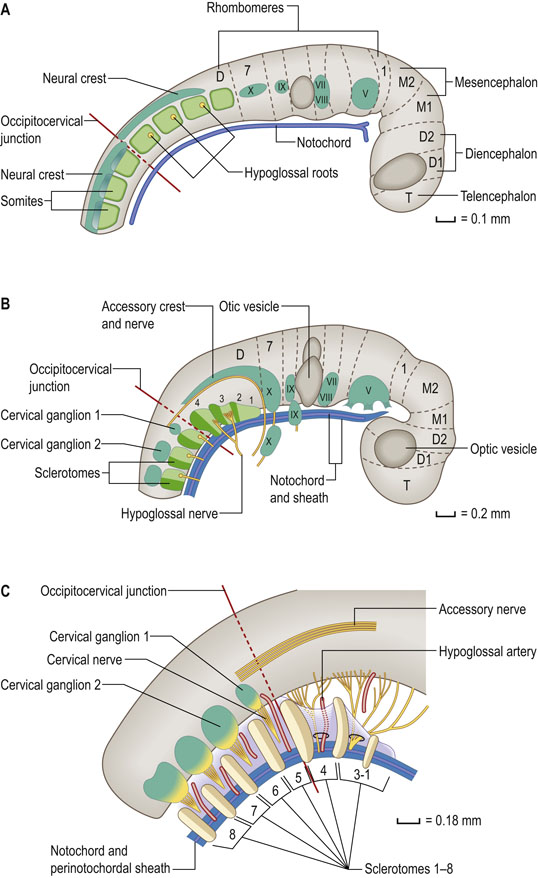 A
Rhombomeres
D
7
1
X
IX
VII
VIII
V
M2
M1
D2
D1
T
Neural crest
Occipitocervical
junction
Neural crest
Somites
Mesencephalon
Diencephalon
Telencephalon
Notochord
Hypoglossal roots
= 0.1 mm
B
Accessory crest
and nerve
Otic vesicle
D
7
1
Occipitocervical
junction
4
3
2
1
X
IX
VII
VIII
V
M2
M1
D2
D1
T
IX
X
Cervical ganglion 1
Cervical ganglion 2
Sclerotomes
Hypoglossal nerve
Notochord
and sheath
Optic vesicle
= 0.2 mm
C
Occipitocervical junction
Accessory nerve
Cervical ganglion 1
Cervical nerve
Hypoglossal artery
Cervical ganglion 2
8
7
6
5
4
3-1
= 0.18 mm
Notochord and
perinotochordal sheath
Sclerotomes 1–8